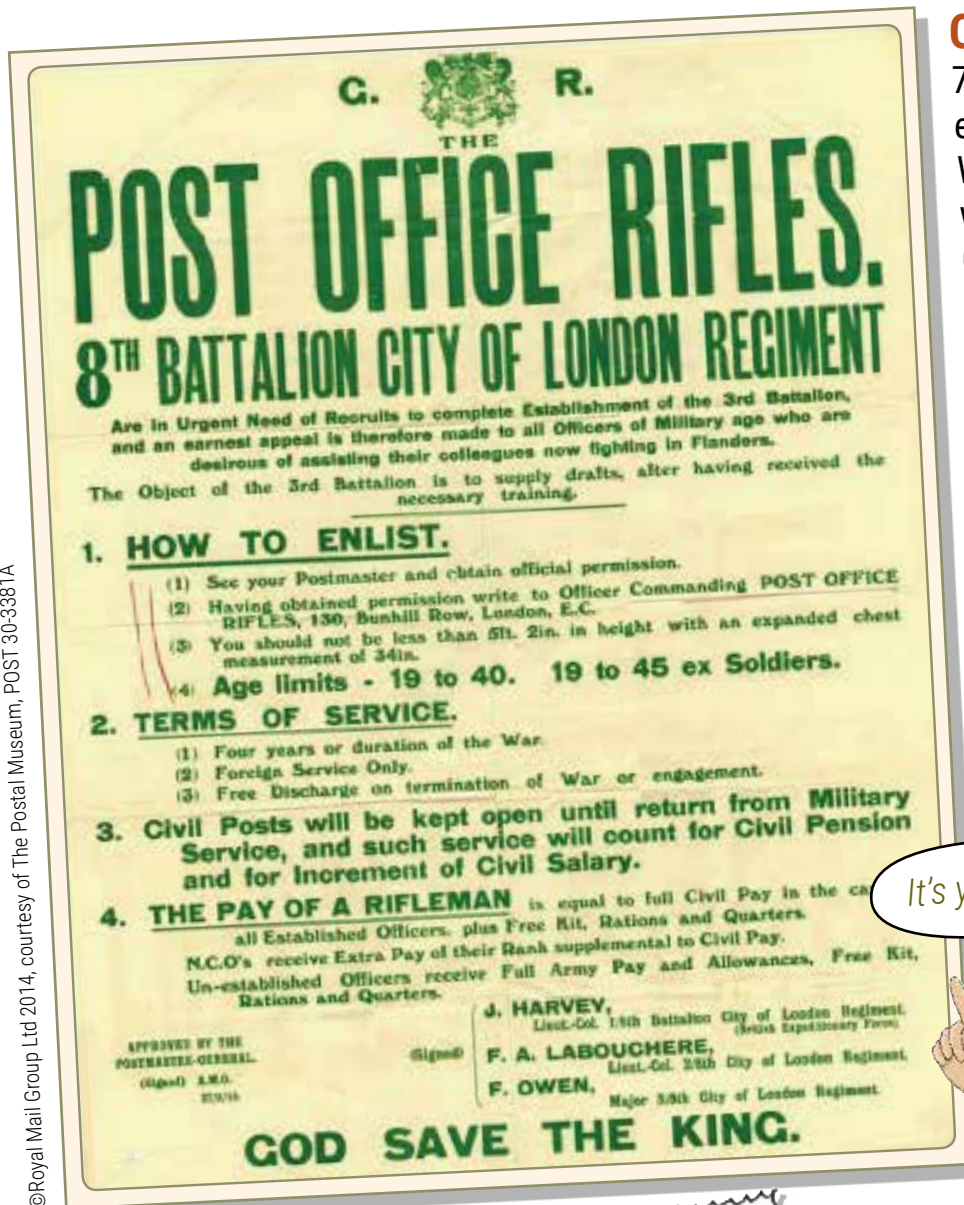 ©Royal Mail Group Ltd 2014, courtesy of The Postal Museum, POST 30-3381A
G. R.
THE
POST OFFICE RIFLES.
8TH BATTALION CITY OF LONDON REGIMENT
Are in Urgent Need of Recruits to complete Establishment of the 3rd Battalion,
and an earnest appeal is therefore made to all Officers of Military age who are
desirous of assisting their colleagues now fighting in Flanders.
The Object of the 3rd Battalion is to supply drafts, after having received the
necessary training.
1. HOW TO ENLIST.
(1) See your Postmaster and obtain official permission.
(2) Having obtained permission write to Officer Commanding POST OFFICE
RIFLES, 130, Bunhill Row, London, E.C.
(3) You should not be less than 5ft. 2in. in height with an expanded chest
measurement of 34in.
(4) Age limits - 19 to 40. 19 to 45 ex Soldiers.
2. TERMS OF SERVICE.
(1) Four years or duration of the War.
(2) Foreign Service Only.
(3) Free Discharge on termination of War or engagement.
3. Civil Posts will be kept open until return from Military
Service, and such service will count for Civil Pension
and for Increment of Civil Salary.
4. THE PAY OF A RIFLEMAN is equal to full Civil Pay in the
all Established Officers, plus Free Kit, Rations and Quarters.
N.C.O's receive Extra Pay of their Rank supplemental to Civil Pay.
Un-established Officers receive Full Army Pay and Allowances, Free Kit,
Rations and Quarters.
APPROVED BY THE
POSTMASTER-GENERAL.
(Signed)
(Signed)
J. HARVEY,
Lieut.-Col. 1/8th Battalion City of London Regiment.
(British Expeditionary Force)
F. A. LABOUCHERE,
Lieut.-Col. 2/8th City of London Regiment.
F. OWEN,
Major 3/8th City of London Regiment.
GOD SAVE THE KING.
It's